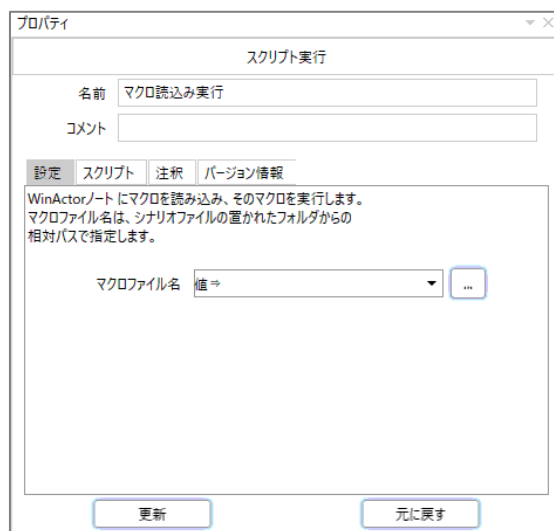 プロパティ
スクリプト実行
名前 マクロ読込み実行
コメント
設定 スクリプト 注釈 バージョン情報
WinActorノートにマクロを読み込み、そのマクロを実行します。
マクロファイル名は、シナリオファイルの置かれたフォルダからの
相対パスで指定します。
マクロファイル名 値⇒ ...
更新 元に戻す